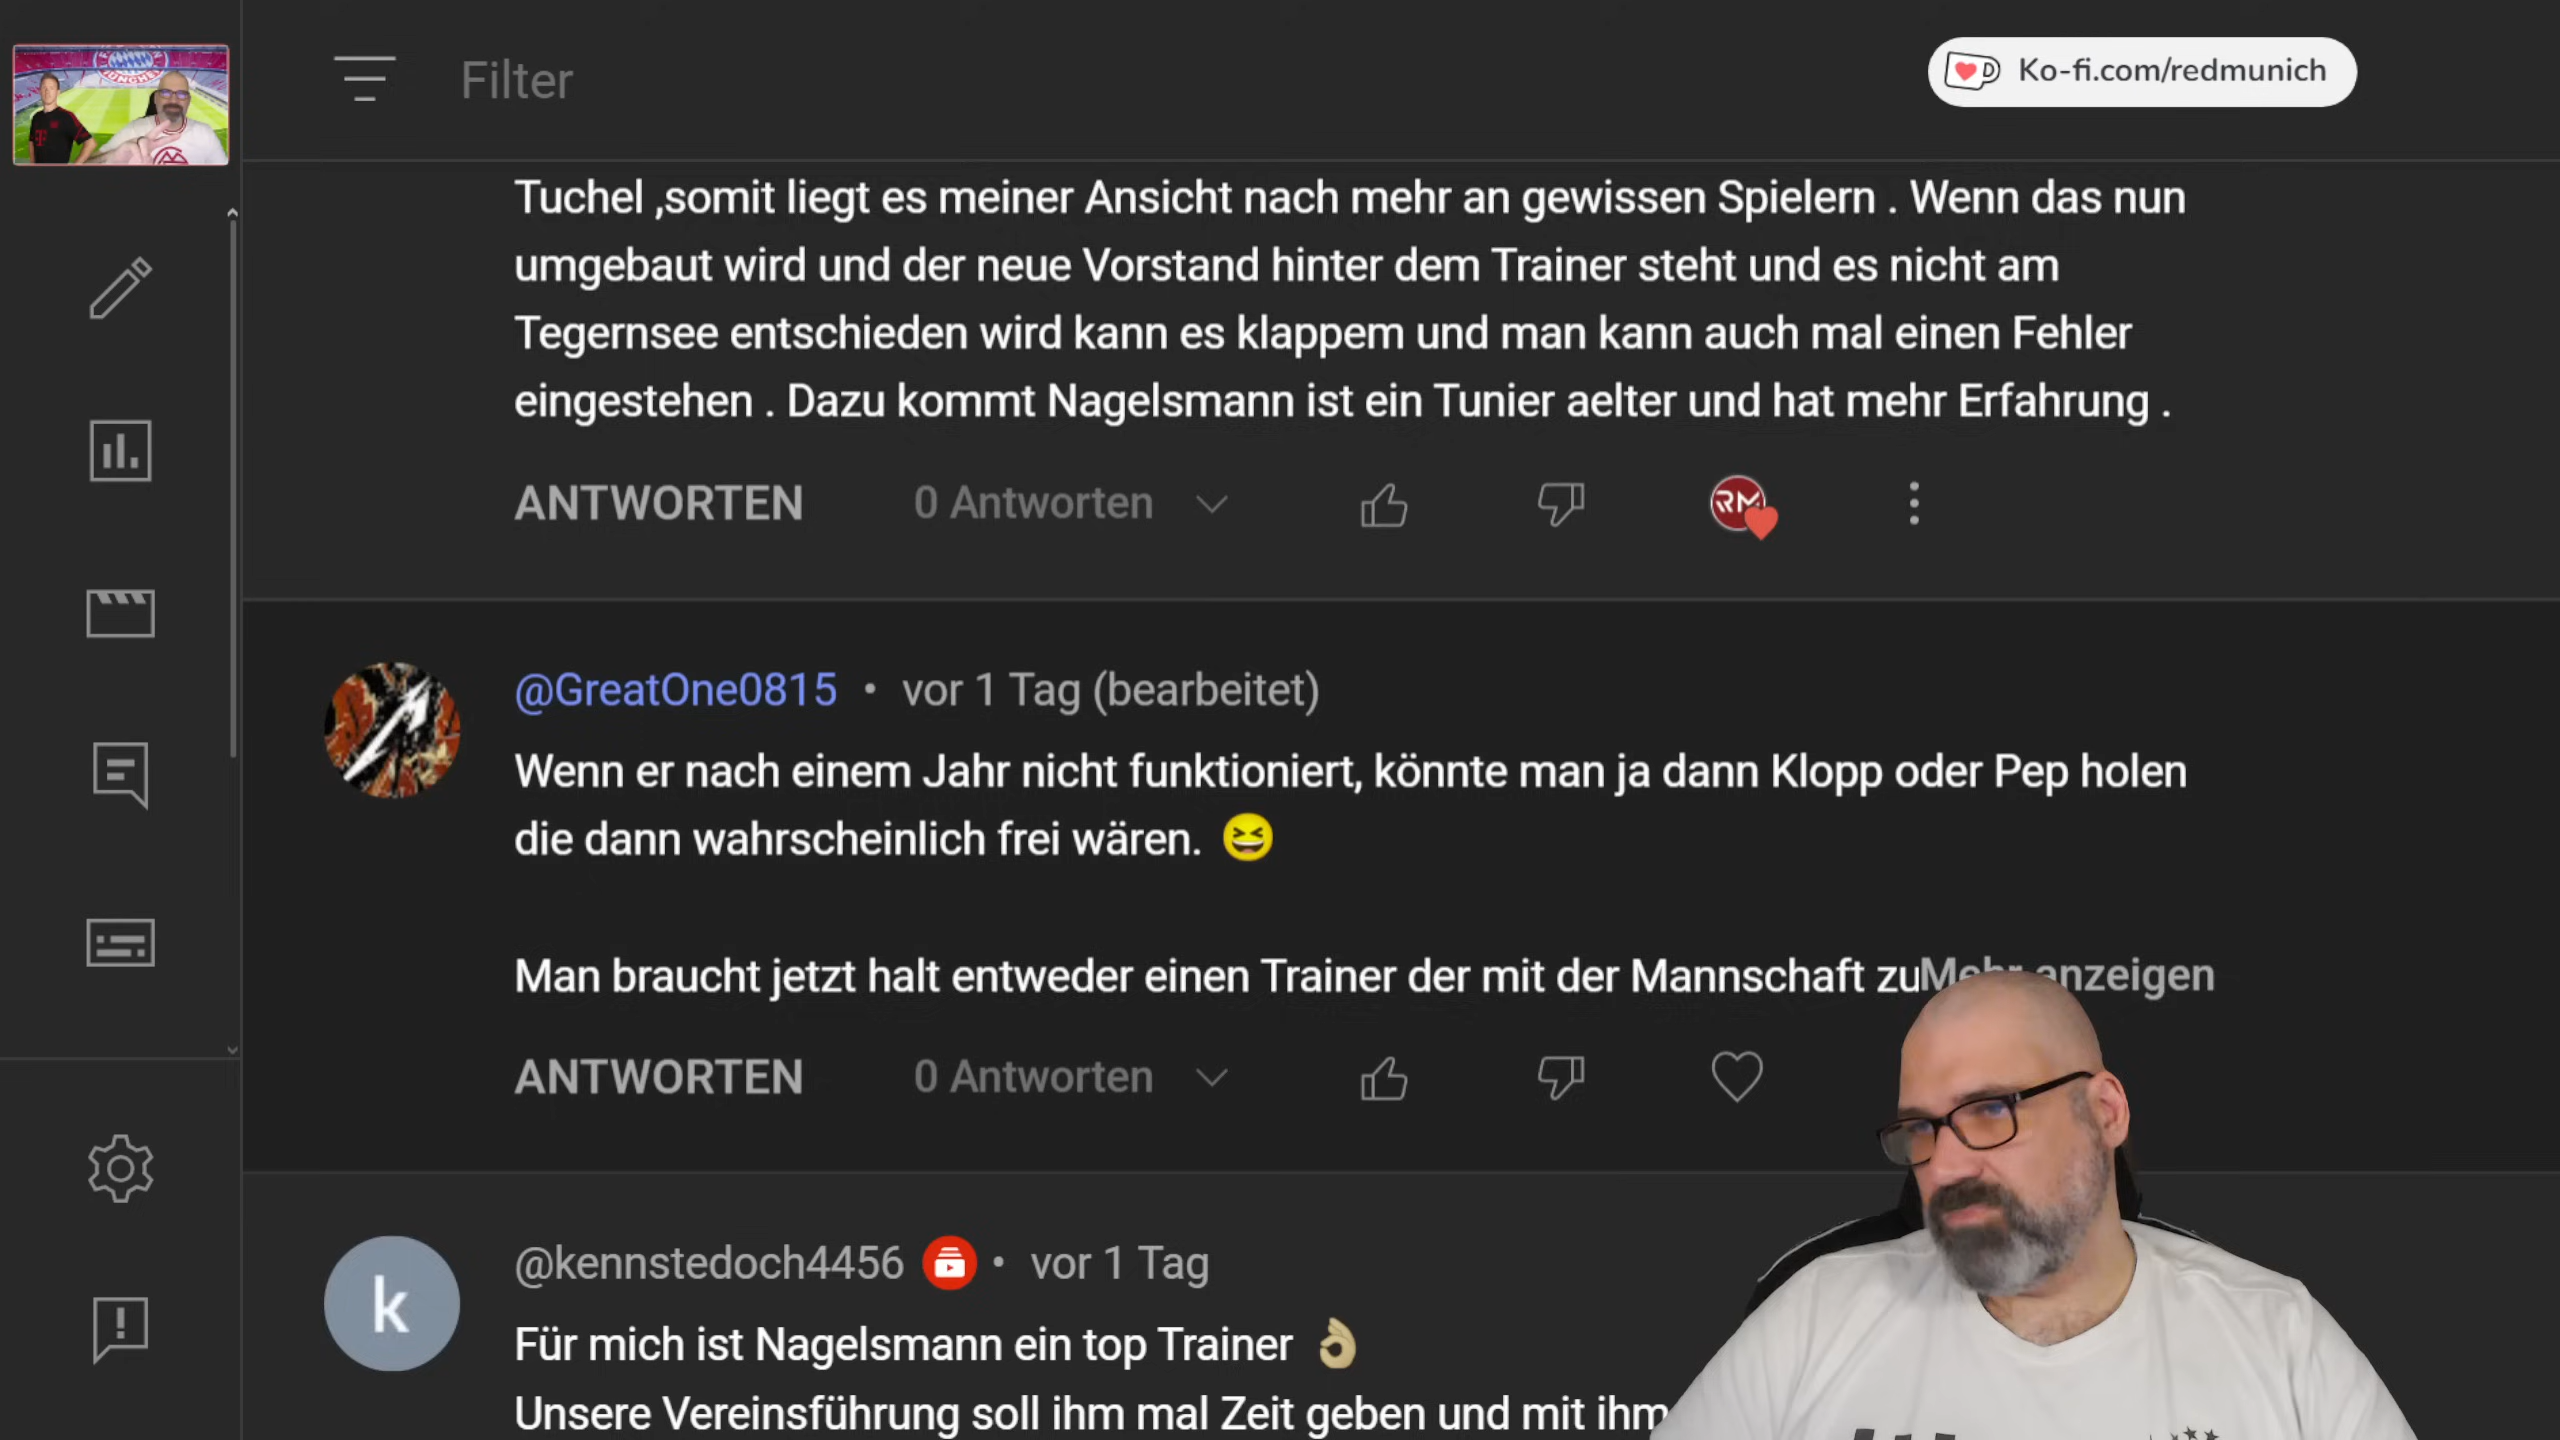 Filter
Ko-fi.com/redmunich
Tuchel ,somit liegt es meiner Ansicht nach mehr an gewissen Spielern . Wenn das nun
umgebaut wird und der neue Vorstand hinter dem Trainer steht und es nicht am
Tegernsee entschieden wird kann es klappem und man kann auch mal einen Fehler
eingestehen . Dazu kommt Nagelsmann ist ein Tunier aelter und hat mehr Erfahrung .
ANTWORTEN 0 Antworten RM
@GreatOne0815 • vor 1 Tag (bearbeitet)
Wenn er nach einem Jahr nicht funktioniert, könnte man ja dann Klopp oder Pep holen
die dann wahrscheinlich frei wären. 😆
Man braucht jetzt halt entweder einen Trainer der mit der Mannschaft zu Mehr anzeigen
ANTWORTEN 0 Antworten
k
@kennstedoch4456 • vor 1 Tag
Für mich ist Nagelsmann ein top Trainer 👌🏼
Unsere Vereinsführung soll ihm mal Zeit geben und mit ihm